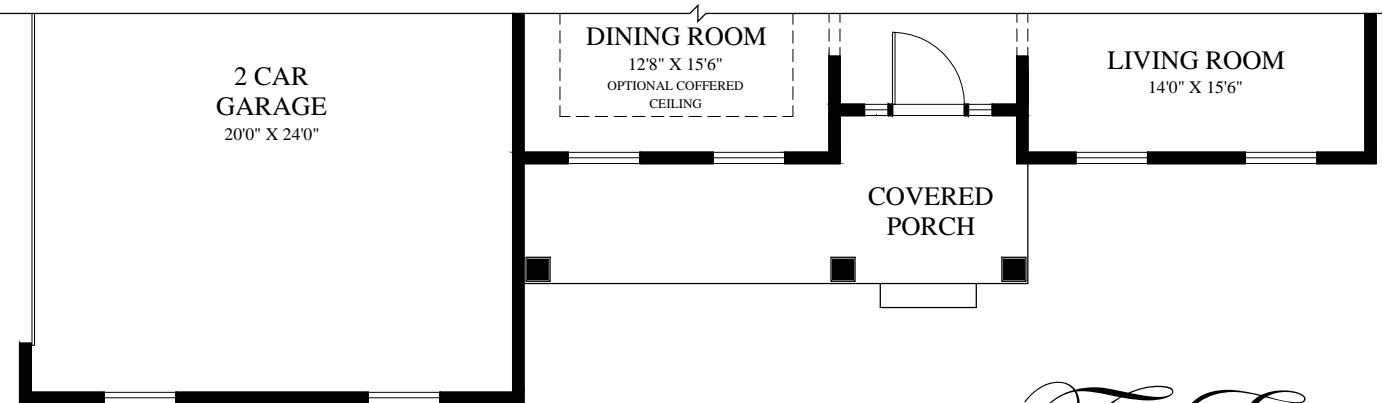 2 CAR
GARAGE
20'0" X 24'0"
DINING ROOM
12'8" X 15'6"
OPTIONAL COFFERED
CEILING
LIVING ROOM
14'0" X 15'6"
COVERED
PORCH